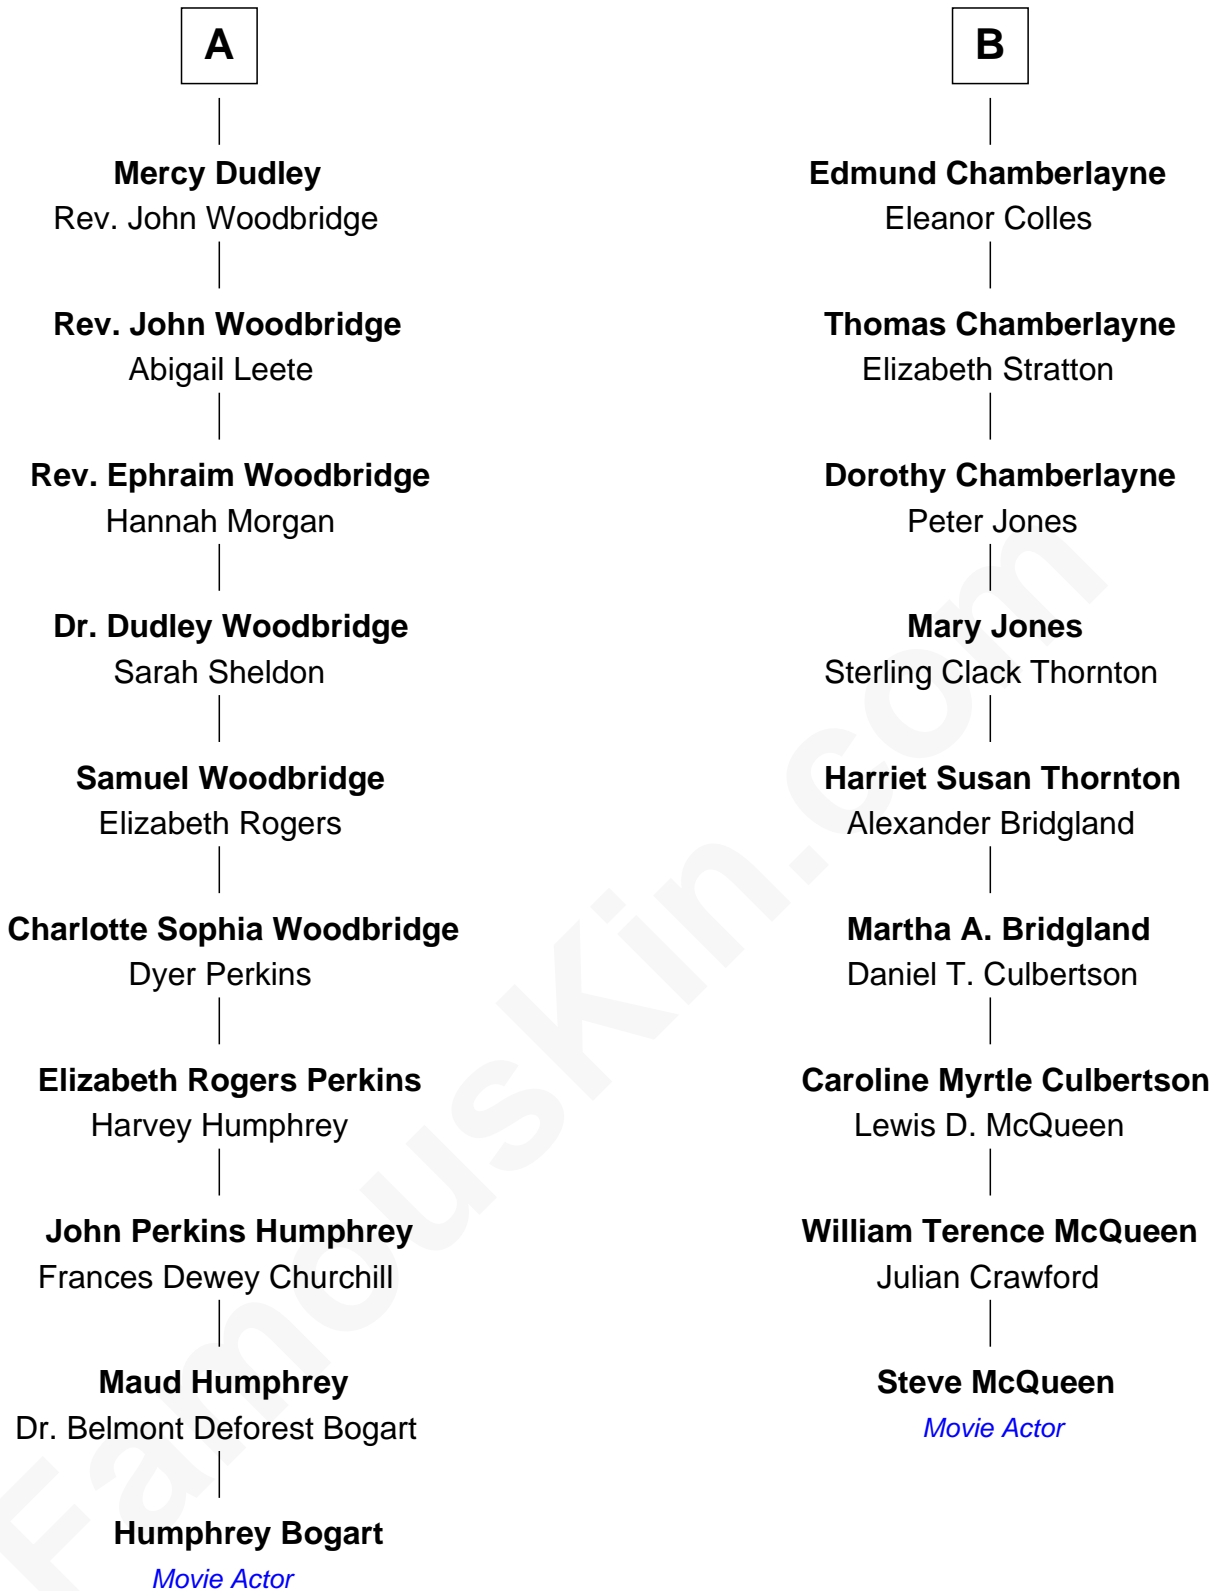 A
Mercy Dudley
Rev. John Woodbridge
Rev. John Woodbridge
Abigail Leete
Rev. Ephraim Woodbridge
Hannah Morgan
Dr. Dudley Woodbridge
Sarah Sheldon
Samuel Woodbridge
Elizabeth Rogers
Charlotte Sophia Woodbridge
Dyer Perkins
Elizabeth Rogers Perkins
Harvey Humphrey
John Perkins Humphrey
Frances Dewey Churchill
Maud Humphrey
Dr. Belmont Deforest Bogart
Humphrey Bogart
Movie Actor
B
Edmund Chamberlayne
Eleanor Colles
Thomas Chamberlayne
Elizabeth Stratton
Dorothy Chamberlayne
Peter Jones
Mary Jones
Sterling Clack Thornton
Harriet Susan Thornton
Alexander Bridgland
Martha A. Bridgland
Daniel T. Culbertson
Caroline Myrtle Culbertson
Lewis D. McQueen
William Terence McQueen
Julian Crawford
Steve McQueen
Movie Actor
FamousKin.com